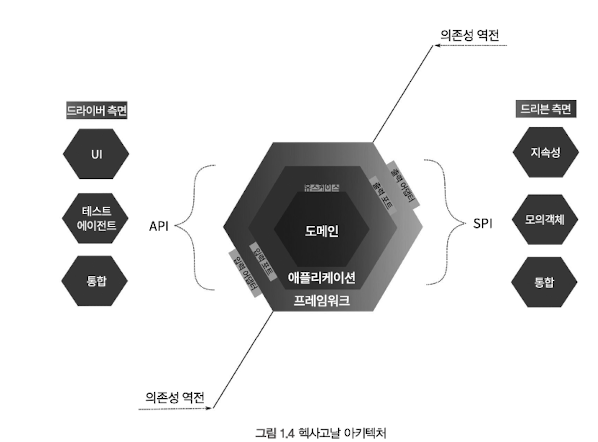 의존성 역전
드라이버 측면
드리븐 측면
UI
지속성
유스케이스
출력 어댑터
출력 포트
테스트
에이전트
API
도메인
SPI
모의객체
입력 포트
입력 어댑터
애플리케이션
통합
통합
프레임워크
의존성 역전
그림 1.4 헥사고날 아키텍처